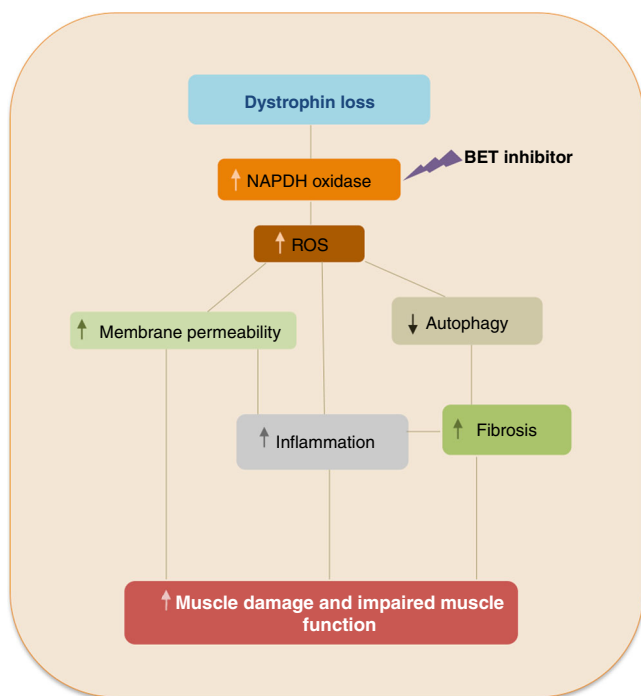 Dystrophin loss
BET inhibitor
↑ NAPDH oxidase
↑ ROS
↑ Membrane permeability
↓ Autophagy
↑ Inflammation
↑ Fibrosis
↑ Muscle damage and impaired muscle
function